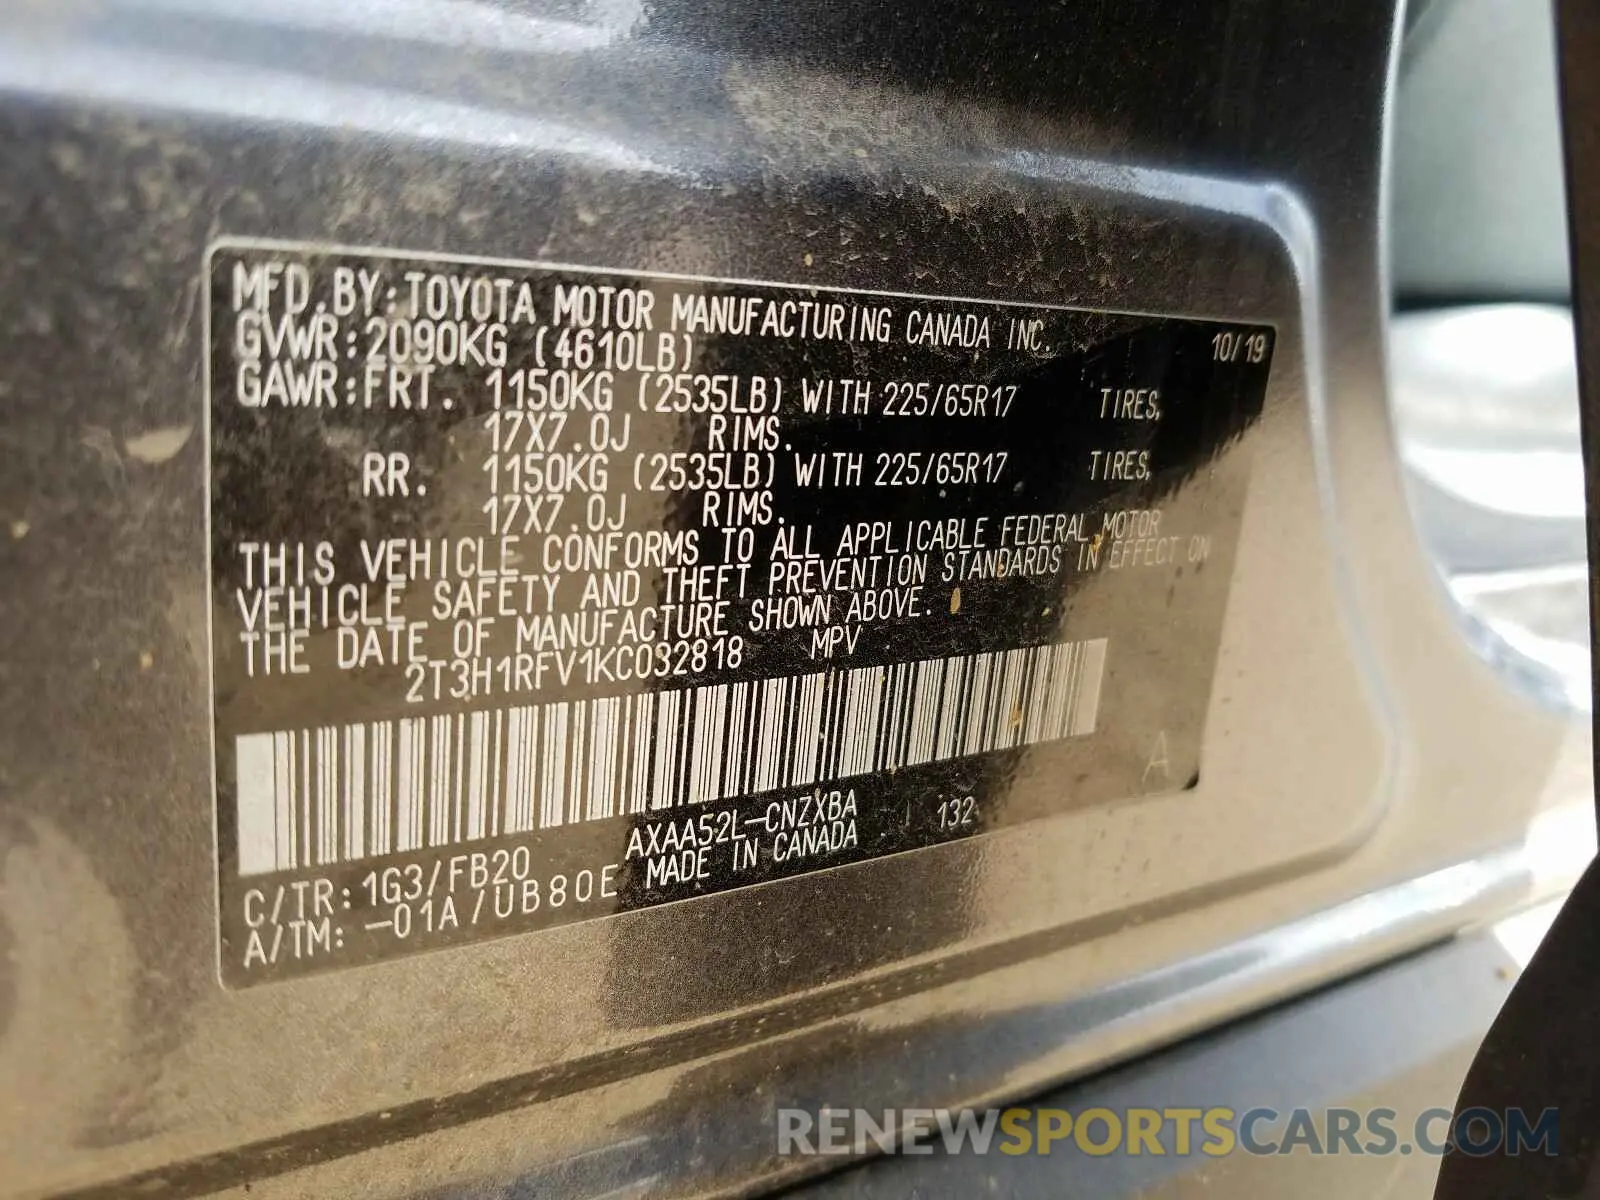 MFD.BY:TOYOTA MOTOR MANUFACTURING CANADA INC. 10/19
GVWR:2090KG (4610LB)
GAWR:FRT. 1150KG (2535LB) WITH 225/65R17 TIRES,
17X7.0J RIMS.
RR. 1150KG (2535LB) WITH 225/65R17 TIRES,
17X7.0J RIMS.
THIS VEHICLE CONFORMS TO ALL APPLICABLE FEDERAL MOTOR
VEHICLE SAFETY AND THEFT PREVENTION STANDARDS IN EFFECT ON
THE DATE OF MANUFACTURE SHOWN ABOVE.
2T3H1RFV1KC032818 MPV
A
AXAA52L-CNZXBA 132
C/TR:1G3/FB20 MADE IN CANADA
A/TM: -01A/UB80E
RENEWSPORTSCARS.COM